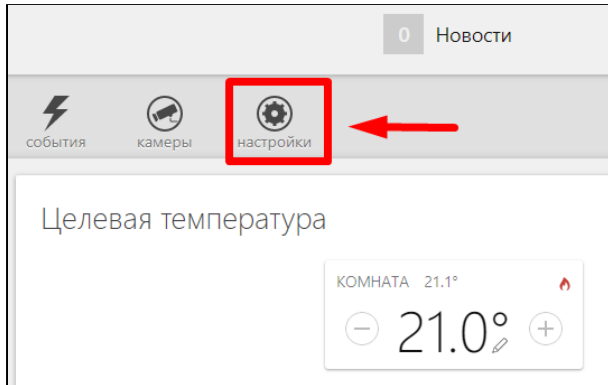 0 Новости
события камеры настройки
Целевая температура
КОМНАТА 21.1°
21.0°